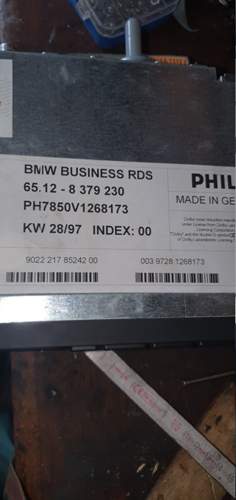 BMW BUSINESS RDS
65.12 - 8 379 230
PH7850V1268173
KW 28/97 INDEX: 00
PHIL
MADE IN GE
9022 217 85242 00
003 9728 1268173